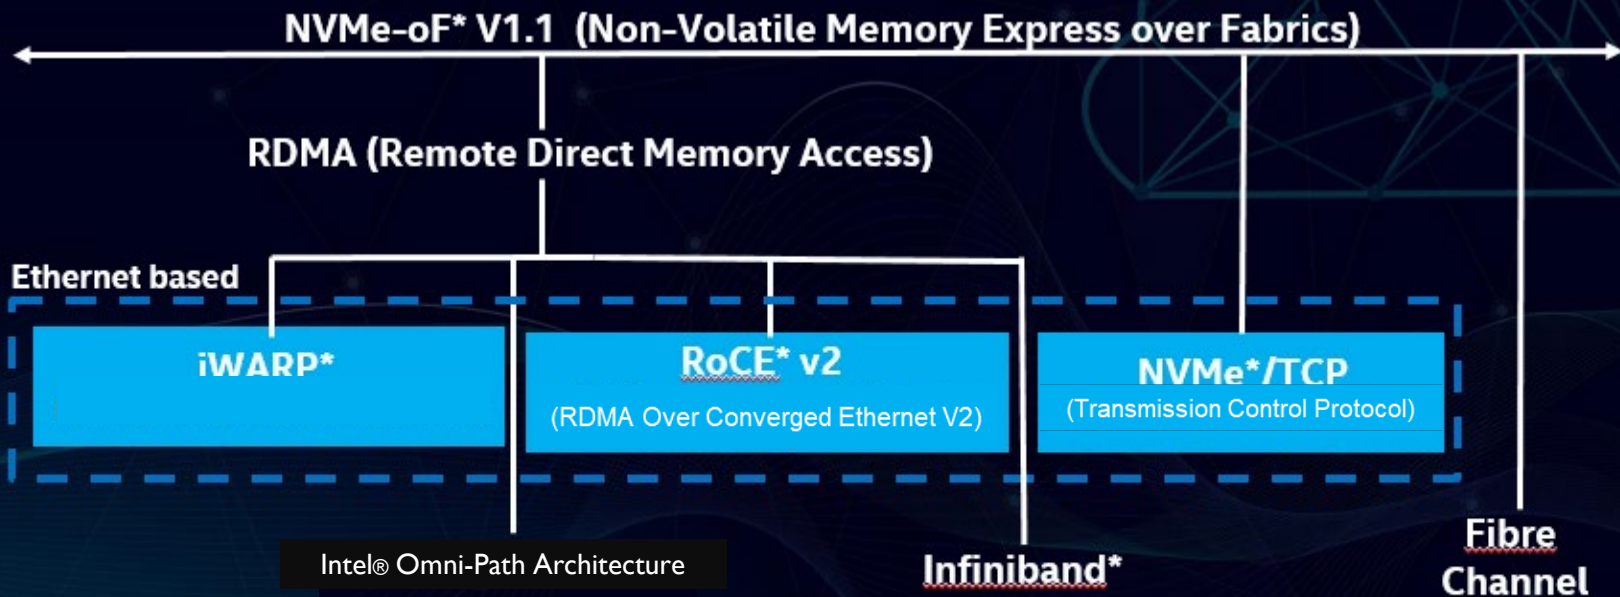 NVMe-oF* V1.1 (Non-Volatile Memory Express over Fabrics)
RDMA (Remote Direct Memory Access)
Ethernet based
iWARP*
RoCE* v2
(RDMA Over Converged Ethernet V2)
NVMe*/TCP
(Transmission Control Protocol)
Intel® Omni-Path Architecture
Infiniband*
Fibre
Channel